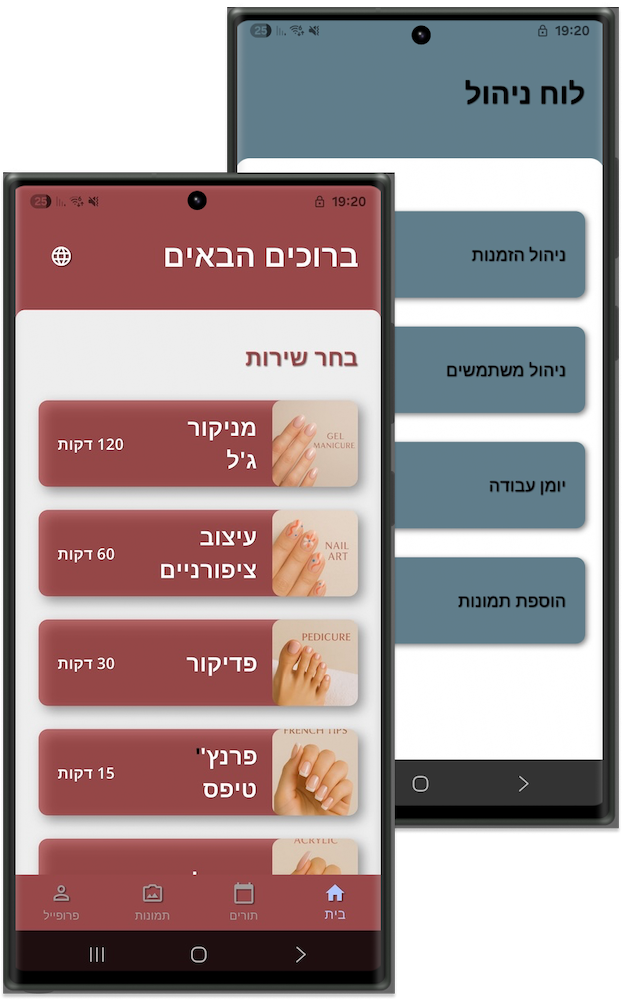 25
19:20
לוח ניהול
ניהול הזמנות
ניהול משתמשים
יומן עבודה
הוספת תמונות
25
19:20
ברוכים הבאים
בחר שירות
מניקור
ג'ל
120 דקות
GEL
MANICURE
עיצוב
ציפורניים
60 דקות
NAIL
ART
פדיקור
30 דקות
PEDICURE
פרנץ''
טיפס
15 דקות
FRENCH TIPS
ACRYLIC
בית
תורים
תמונות
פרופייל